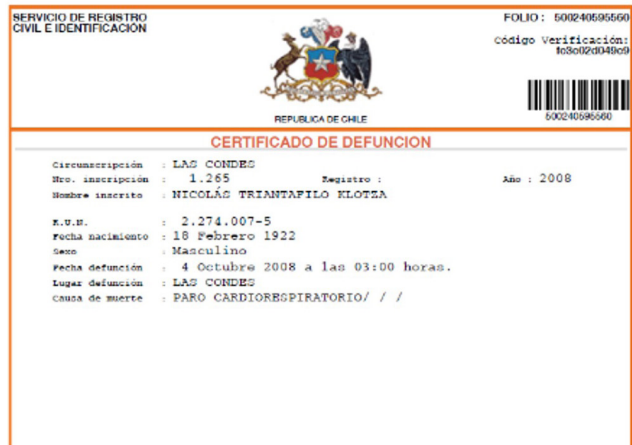 SERVICIO DE REGISTRO
CIVIL E IDENTIFICACIÓN
FOLIO : 500240595560
Código Verificación:
REPUBLICA DE CHILE
500240595560
CERTIFICADO DE DEFUNCION
Circunscripción : LAS CONDES
Nro. inscripción : 1.265 Registro : Año : 2008
Nombre inscrito : NICOLÁS TRIANTAFILO KLOTZA
R.U.N. : 2.274.007-5
Fecha nacimiento : 18 Febrero 1922
Sexo : Masculino
Fecha defunción : 4 Octubre 2008 a las 03:00 horas.
Lugar defunción : LAS CONDES
Causa de muerte : PARO CARDIORESPIRATORIO/ / /